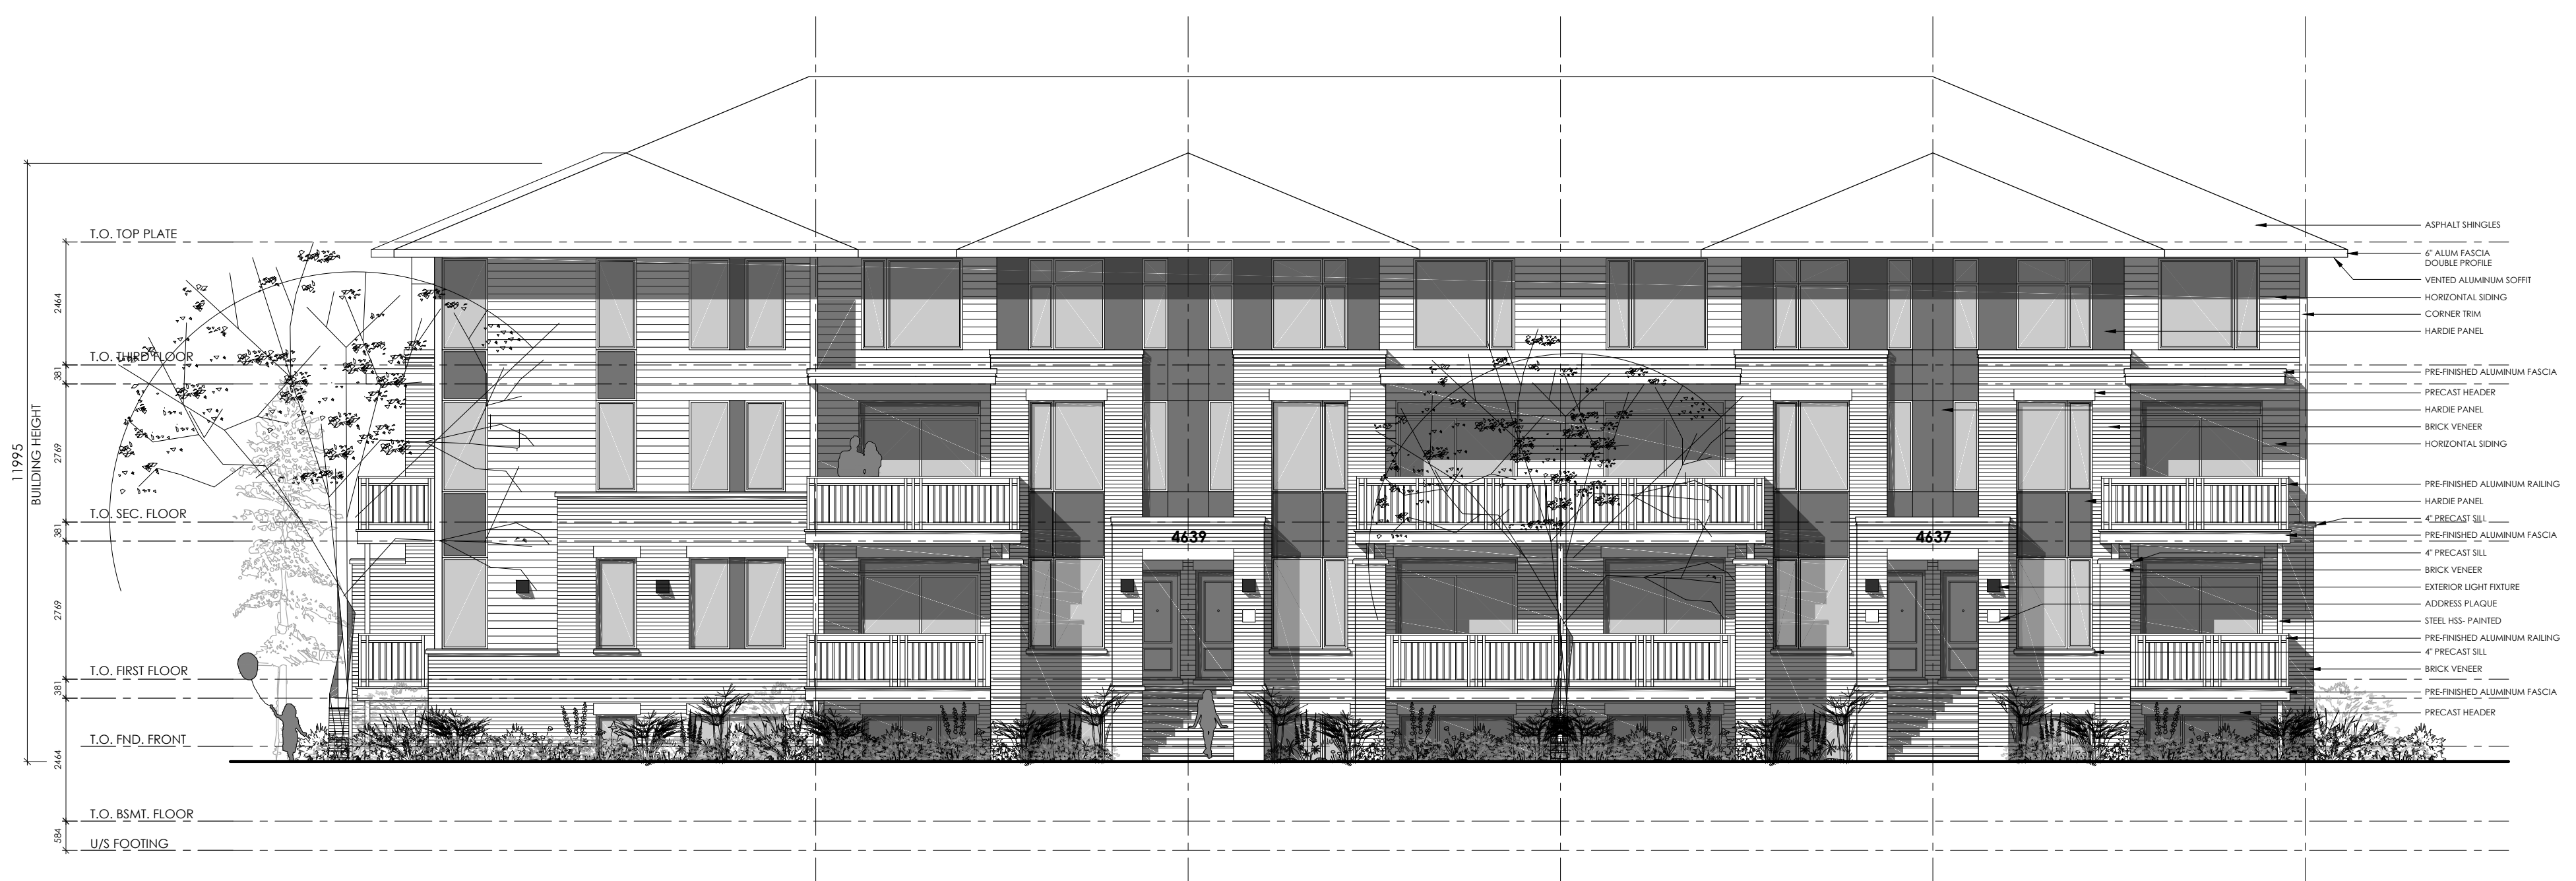 11995
BUILDING HEIGHT
T.O. TOP PLATE
2464
T.O. THIRD FLOOR
381
2769
T.O. SEC. FLOOR
381
2769
T.O. FIRST FLOOR
381
T.O. FND. FRONT
2464
T.O. BSMT. FLOOR
584
U/S FOOTING
4639
4637
ASPHALT SHINGLES
6" ALUM FASCIA
DOUBLE PROFILE
VENTED ALUMINUM SOFFIT
HORIZONTAL SIDING
CORNER TRIM
HARDIE PANEL
PRE-FINISHED ALUMINUM FASCIA
PRECAST HEADER
HARDIE PANEL
BRICK VENEER
HORIZONTAL SIDING
PRE-FINISHED ALUMINUM RAILING
HARDIE PANEL
4" PRECAST SILL
PRE-FINISHED ALUMINUM FASCIA
4" PRECAST SILL
BRICK VENEER
EXTERIOR LIGHT FIXTURE
ADDRESS PLAQUE
STEEL HSS- PAINTED
PRE-FINISHED ALUMINUM RAILING
4" PRECAST SILL
BRICK VENEER
PRE-FINISHED ALUMINUM FASCIA
PRECAST HEADER